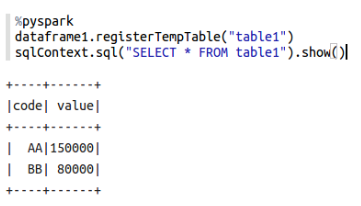 %pyspark
dataframe1.registerTempTable("table1")
sqlContext.sql("SELECT * FROM table1").show()
+----+------+
|code| value|
+----+------+
|  AA|150000|
|  BB| 80000|
+----+------+